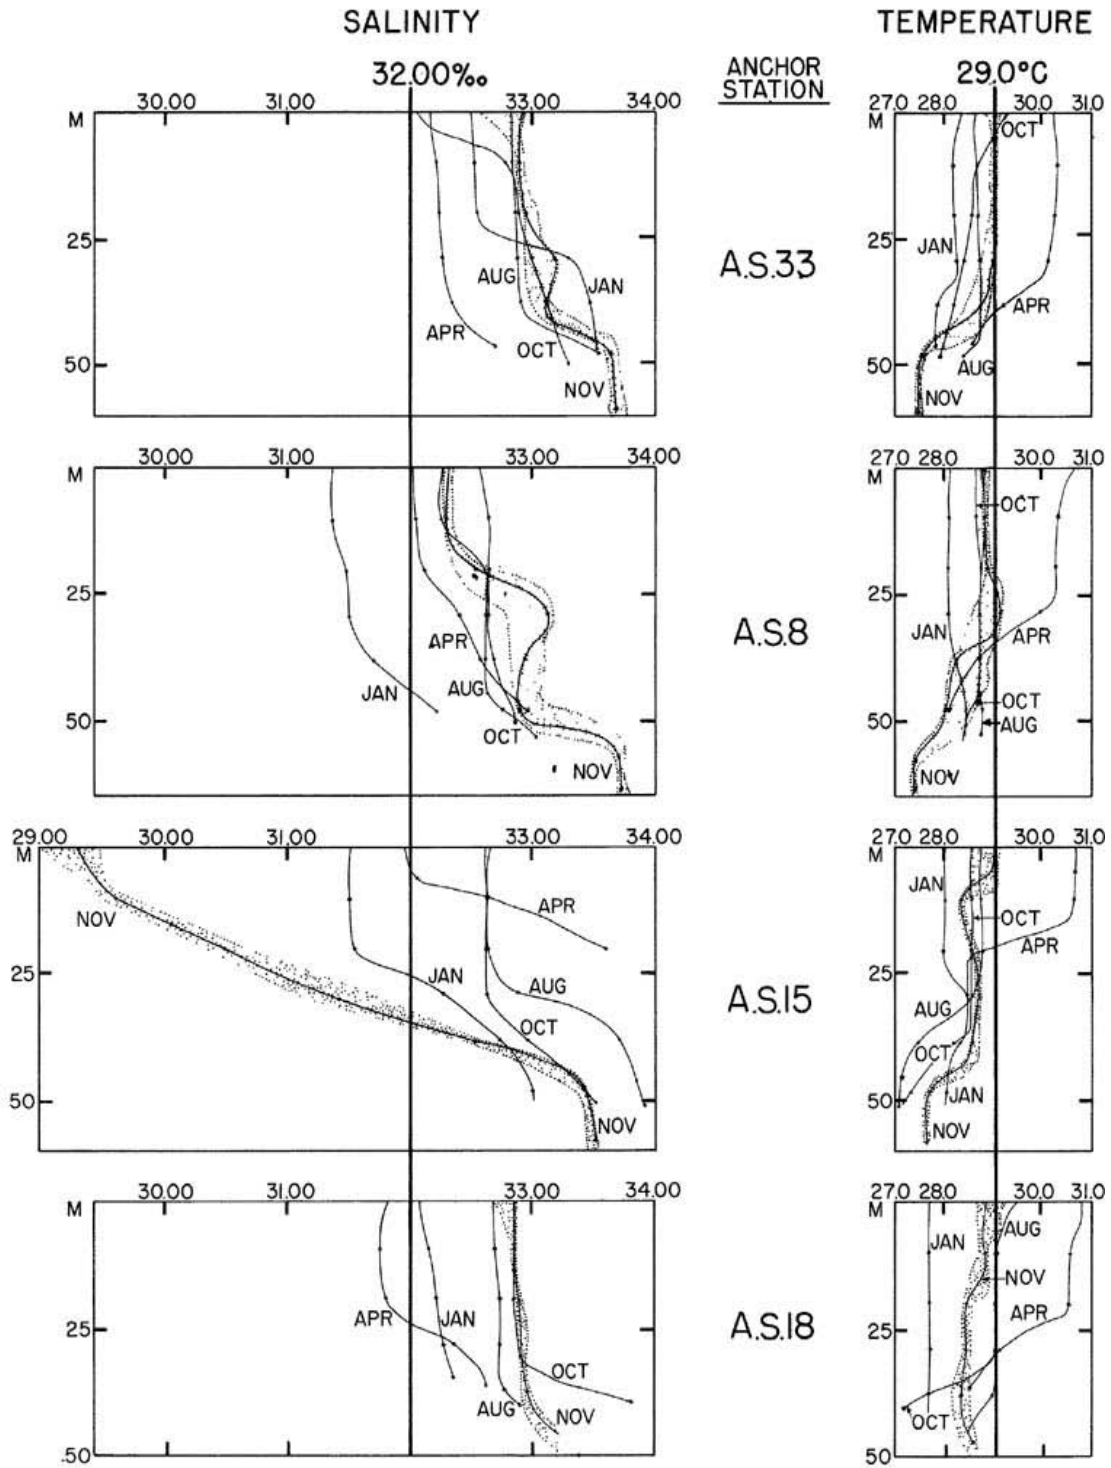 SALINITY TEMPERATURE
32.00‰ ANCHOR STATION 29.0°C
30.00 31.00 33.00 34.00 27.0 28.0 30.0 31.0
M OCT
25 JAN AUG JAN A.S.33
APR OCT APR
50 AUG
NOV NOV
30.00 31.00 33.00 34.00 27.0 28.0 30.0 31.0
M OCT
25 A.S.8
APR JAN APR
JAN AUG OCT
50 OCT AUG
NOV NOV
29.00 30.00 31.00 33.00 34.00 27.0 28.0 30.0 31.0
M JAN
NOV APR OCT
APR
25 JAN AUG A.S.15 AUG
OCT OCT
50 JAN
NOV NOV
30.00 31.00 33.00 34.00 27.0 28.0 30.0 31.0
M JAN AUG
NOV
APR JAN APR
25 A.S.18
OCT
AUG NOV OCT
50 50